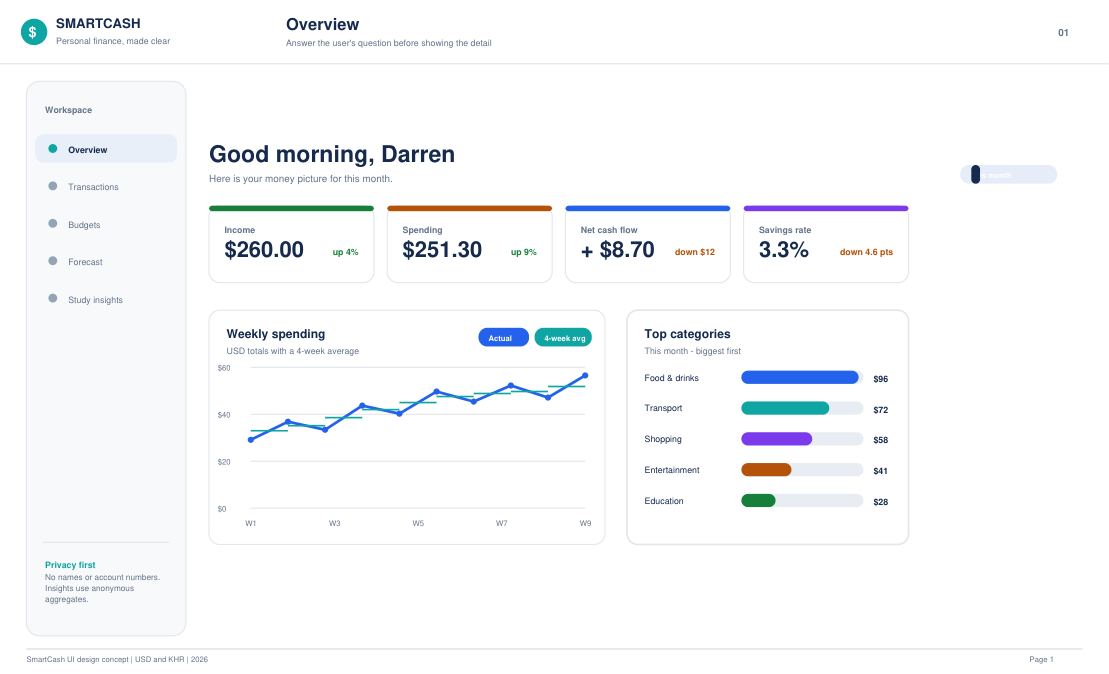 SMARTCASH
Personal finance, made clear
Overview
Answer the user's question before showing the detail
01
Workspace
Overview
Transactions
Budgets
Forecast
Study insights
Privacy first
No names or account numbers.
Insights use anonymous
aggregates.
Good morning, Darren
Here is your money picture for this month.
month
Income
$260.00 up 4%
Spending
$251.30 up 9%
Net cash flow
+ $8.70 down $12
Savings rate
3.3% down 4.6 pts
Weekly spending
USD totals with a 4-week average
Actual 4-week avg
$60
$40
$20
$0
W1 W3 W5 W7 W9
Top categories
This month - biggest first
Food & drinks $96
Transport $72
Shopping $58
Entertainment $41
Education $28
SmartCash UI design concept | USD and KHR | 2026
Page 1